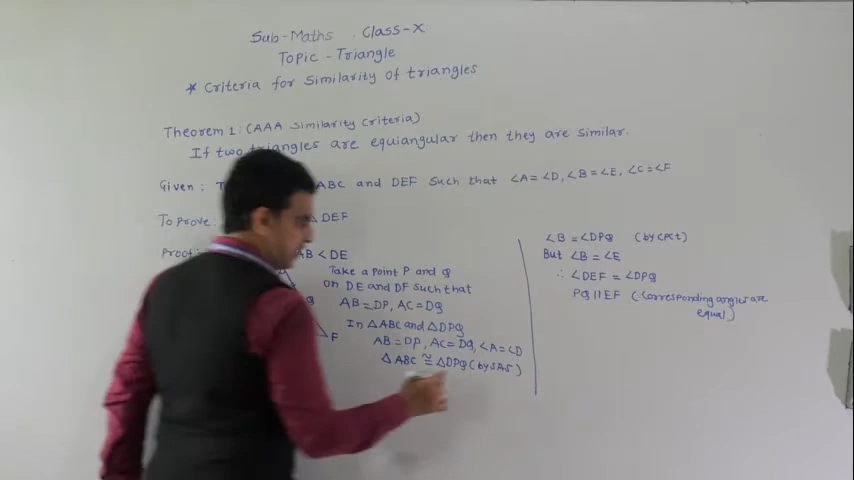 Sub-Maths . Class-X
Topic - Triangle
* Criteria for Similarity of triangles
Theorem 1: (AAA Similarity Criteria)
If two triangles are equiangular then they are similar.
Given : ABC and DEF such that ∠A=∠D, ∠B=∠E, ∠C=∠F
To Prove: Δ DEF
Proof: AB < DE
Take a point P and Q
on DE and DF such that
AB = DP, AC = DQ
In ΔABC and ΔDPQ
AB = DP, AC = DQ, ∠A = ∠D
Δ ABC ≅ ΔDPQ (by SAS)
F
∠B = ∠DPQ (by CPCt)
But ∠B = ∠E
∴ ∠DEF = ∠DPQ
PQ || EF (∵ Corresponding angles are
equal)